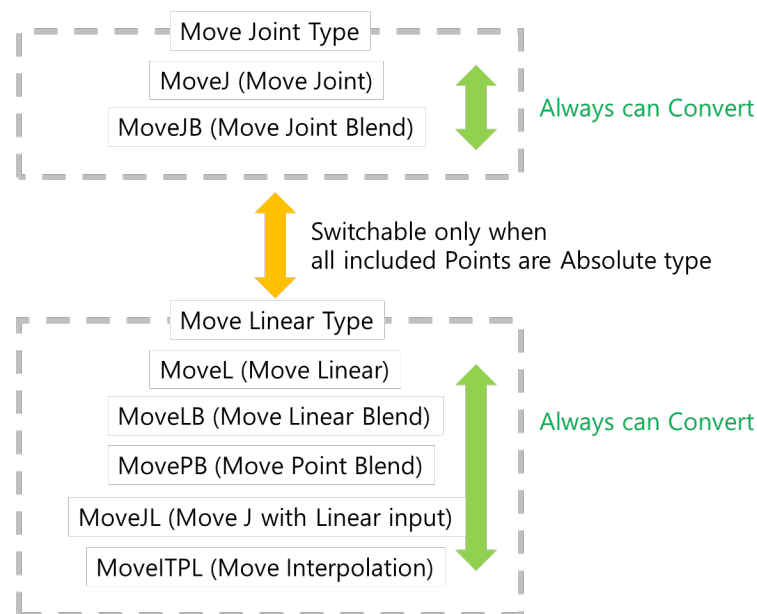 Move Joint Type
MoveJ (Move Joint)
MoveJB (Move Joint Blend)
Always can Convert
Switchable only when
all included Points are Absolute type
Move Linear Type
MoveL (Move Linear)
MoveLB (Move Linear Blend)
MovePB (Move Point Blend)
MoveJL (Move J with Linear input)
MoveITPL (Move Interpolation)
Always can Convert